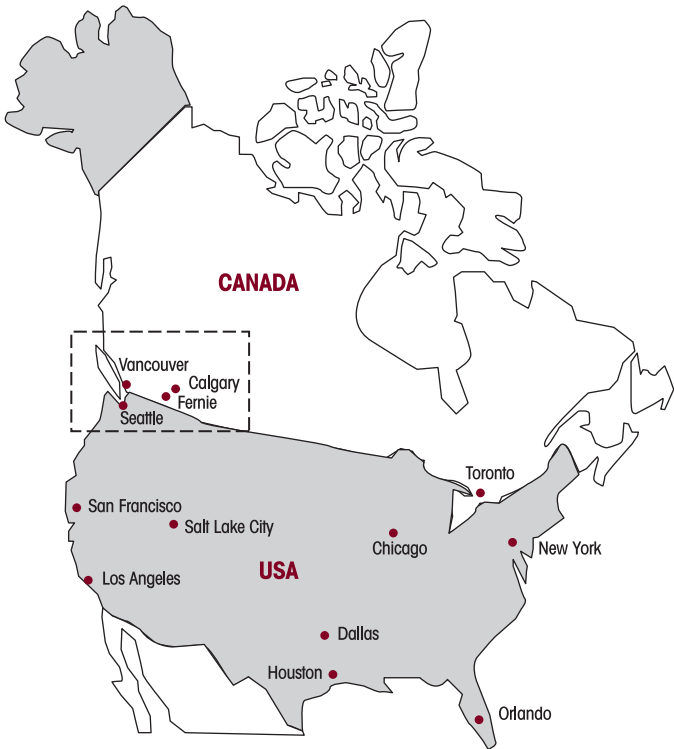 CANADA
Vancouver
Calgary
Fernie
Seattle
Toronto
San Francisco
Salt Lake City
Chicago
New York
USA
Los Angeles
Dallas
Houston
Orlando